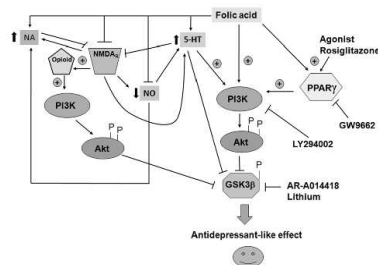 Folic acid
NA
5-HT
Agonist
Rosiglitazone
Opioid
NMDA
NO
PI3K
PI3K
PPARγ
GW9662
LY294002
Akt
P
P
Akt
P
P
GSK3β
P
AR-A014418
Lithium
Antidepressant-like effect